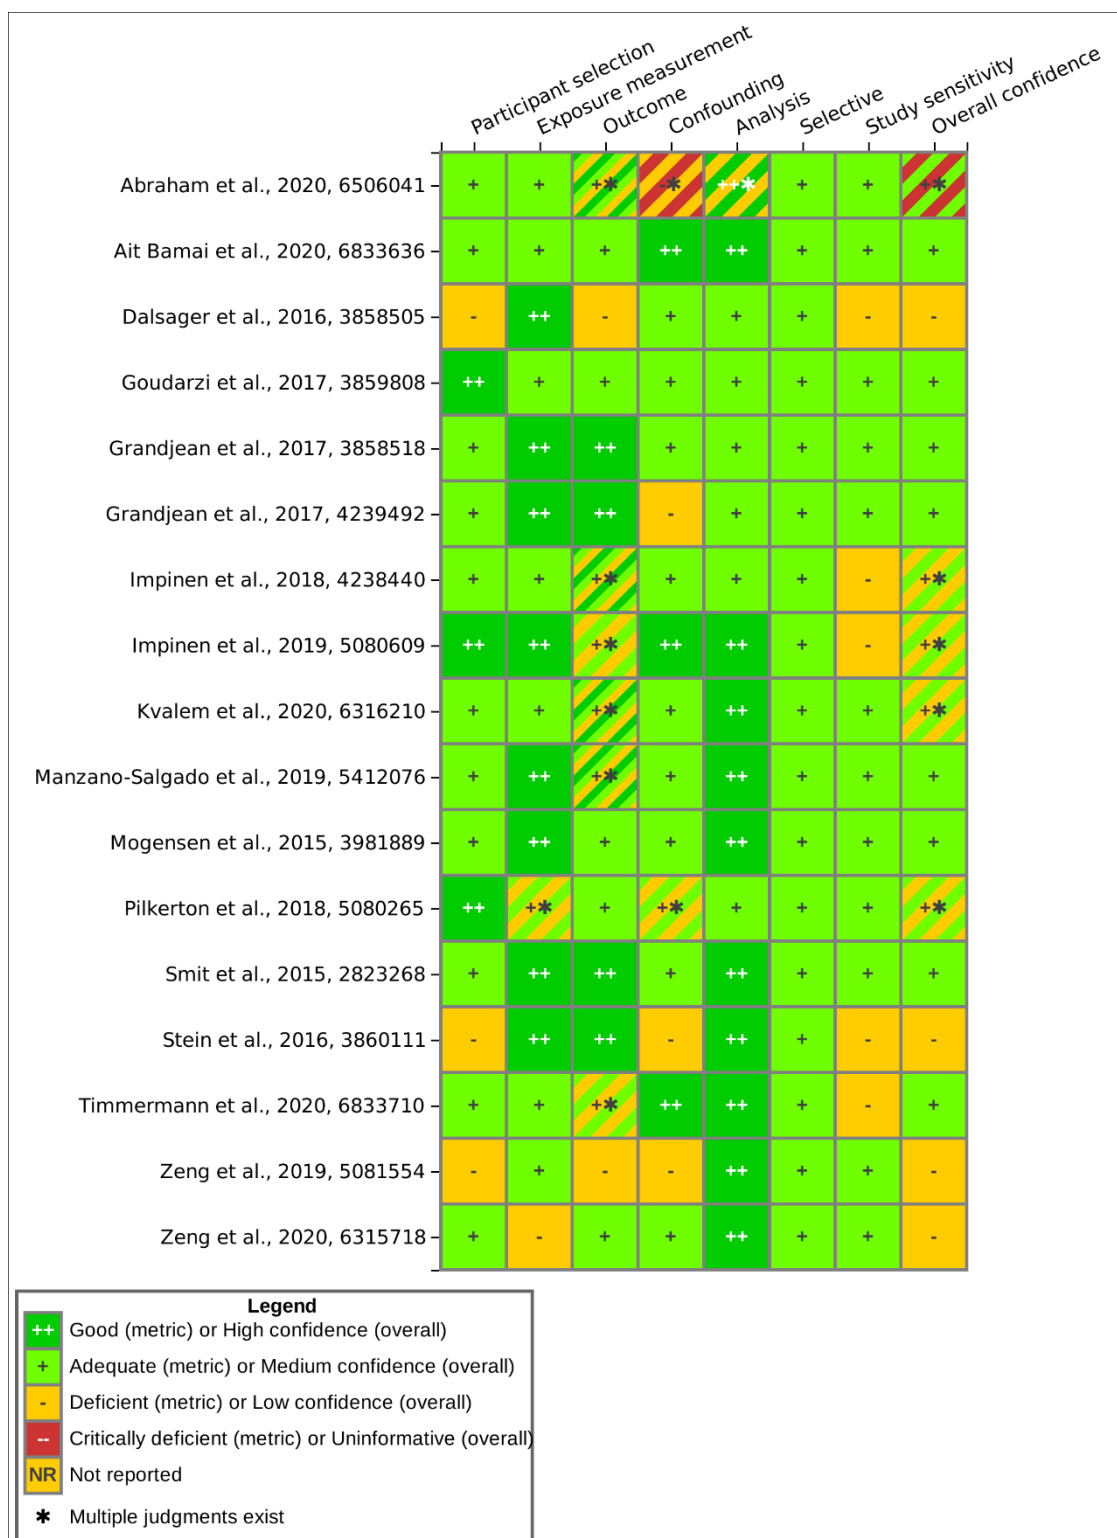 Participant selection
Exposure measurement
Outcome
Confounding
Analysis
Selective
Study sensitivity
Overall confidence
Abraham et al., 2020, 6506041 + + +✱ -✱ ++✱ + + +✱
Ait Bamai et al., 2020, 6833636 + + + ++ ++ + + +
Dalsager et al., 2016, 3858505 - ++ - + + + - -
Goudarzi et al., 2017, 3859808 ++ + + + + + + +
Grandjean et al., 2017, 3858518 + ++ ++ + + + + +
Grandjean et al., 2017, 4239492 + ++ ++ - + + + +
Impinen et al., 2018, 4238440 + + +✱ + + + - +✱
Impinen et al., 2019, 5080609 ++ ++ +✱ ++ ++ + - +✱
Kvalem et al., 2020, 6316210 + + +✱ + ++ + + +✱
Manzano-Salgado et al., 2019, 5412076 + ++ +✱ + ++ + + +
Mogensen et al., 2015, 3981889 + ++ + + ++ + + +
Pilkerton et al., 2018, 5080265 ++ +✱ + +✱ + + + +✱
Smit et al., 2015, 2823268 + ++ ++ + ++ + + +
Stein et al., 2016, 3860111 - ++ ++ - ++ + - -
Timmermann et al., 2020, 6833710 + + +✱ ++ ++ + - +
Zeng et al., 2019, 5081554 - + - - ++ + + -
Zeng et al., 2020, 6315718 + - + + ++ + + -
Legend
++ Good (metric) or High confidence (overall)
+ Adequate (metric) or Medium confidence (overall)
- Deficient (metric) or Low confidence (overall)
-- Critically deficient (metric) or Uninformative (overall)
NR Not reported
✱ Multiple judgments exist